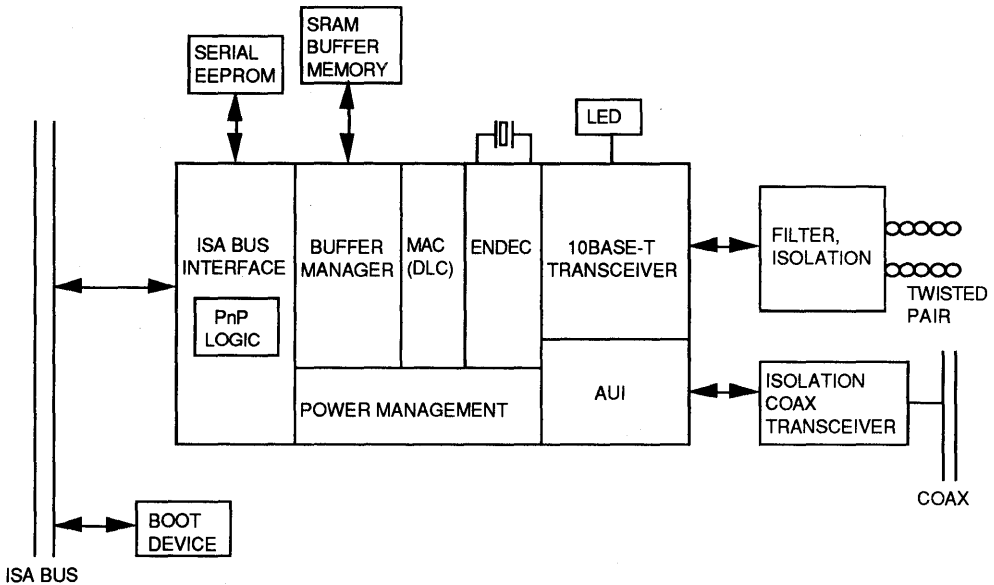 SERIAL
EEPROM
SRAM
BUFFER
MEMORY
LED
ISA BUS
INTERFACE
PnP
LOGIC
BUFFER
MANAGER
MAC
(DLC)
ENDEC
10BASE-T
TRANSCEIVER
FILTER,
ISOLATION
TWISTED
PAIR
POWER MANAGEMENT
AUI
ISOLATION
COAX
TRANSCEIVER
COAX
BOOT
DEVICE
ISA BUS